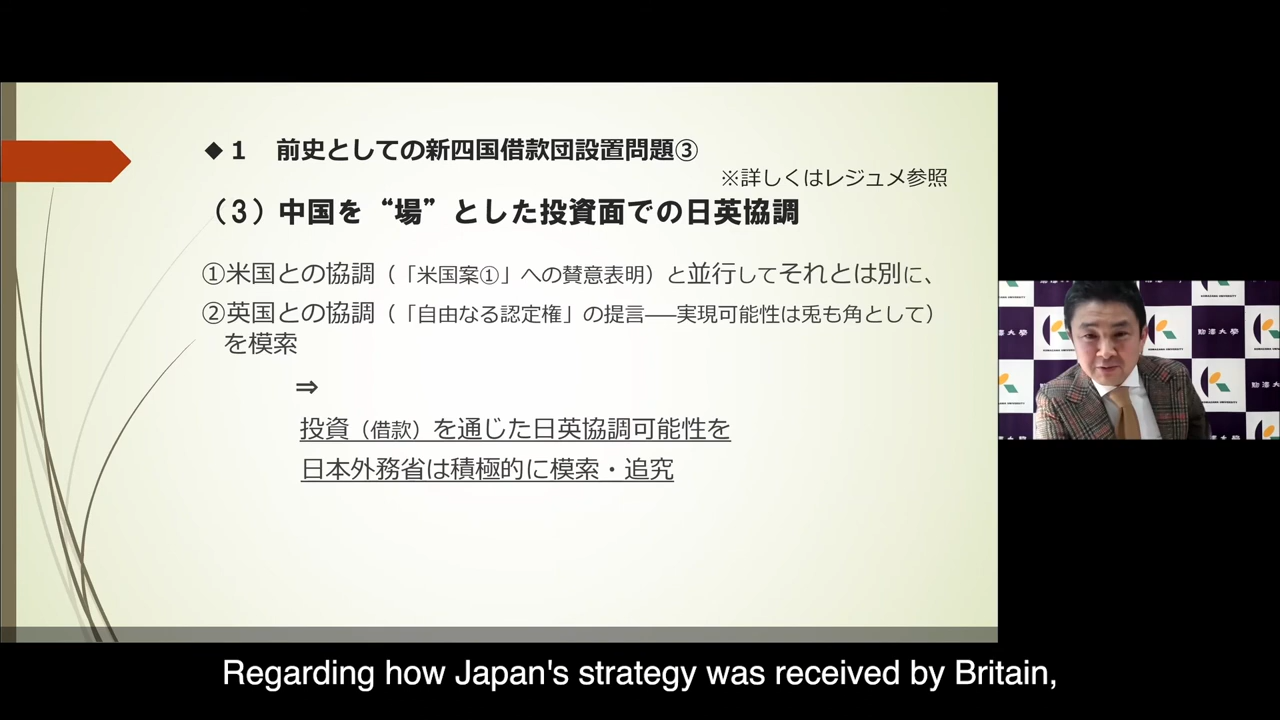 ◆１　前史としての新四国借款団設置問題③
※詳しくはレジュメ参照
（３）中国を“場”とした投資面での日英協調
①米国との協調（「米国案①」への賛意表明）と並行してそれとは別に、
②英国との協調（「自由なる認定権」の提言―実現可能性は兎も角として）
を模索
⇒
投資（借款）を通じた日英協調可能性を
日本外務省は積極的に模索・追究
駒澤大學
KOMAZAWA UNIVERSITY
Regarding how Japan's strategy was received by Britain,